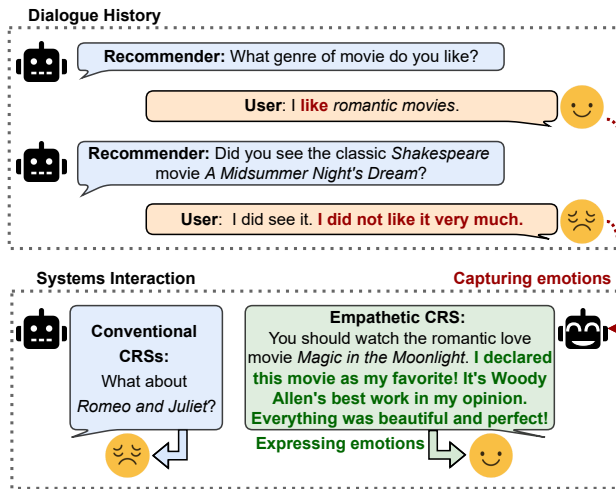 Dialogue History
Recommender: What genre of movie do you like?
User: I like romantic movies.
Recommender: Did you see the classic Shakespeare
movie A Midsummer Night's Dream?
User: I did see it. I did not like it very much.
Systems Interaction
Capturing emotions
Conventional
CRSs:
What about
Romeo and Juliet?
Empathetic CRS:
You should watch the romantic love
movie Magic in the Moonlight. I declared
this movie as my favorite! It's Woody
Allen's best work in my opinion.
Everything was beautiful and perfect!
Expressing emotions